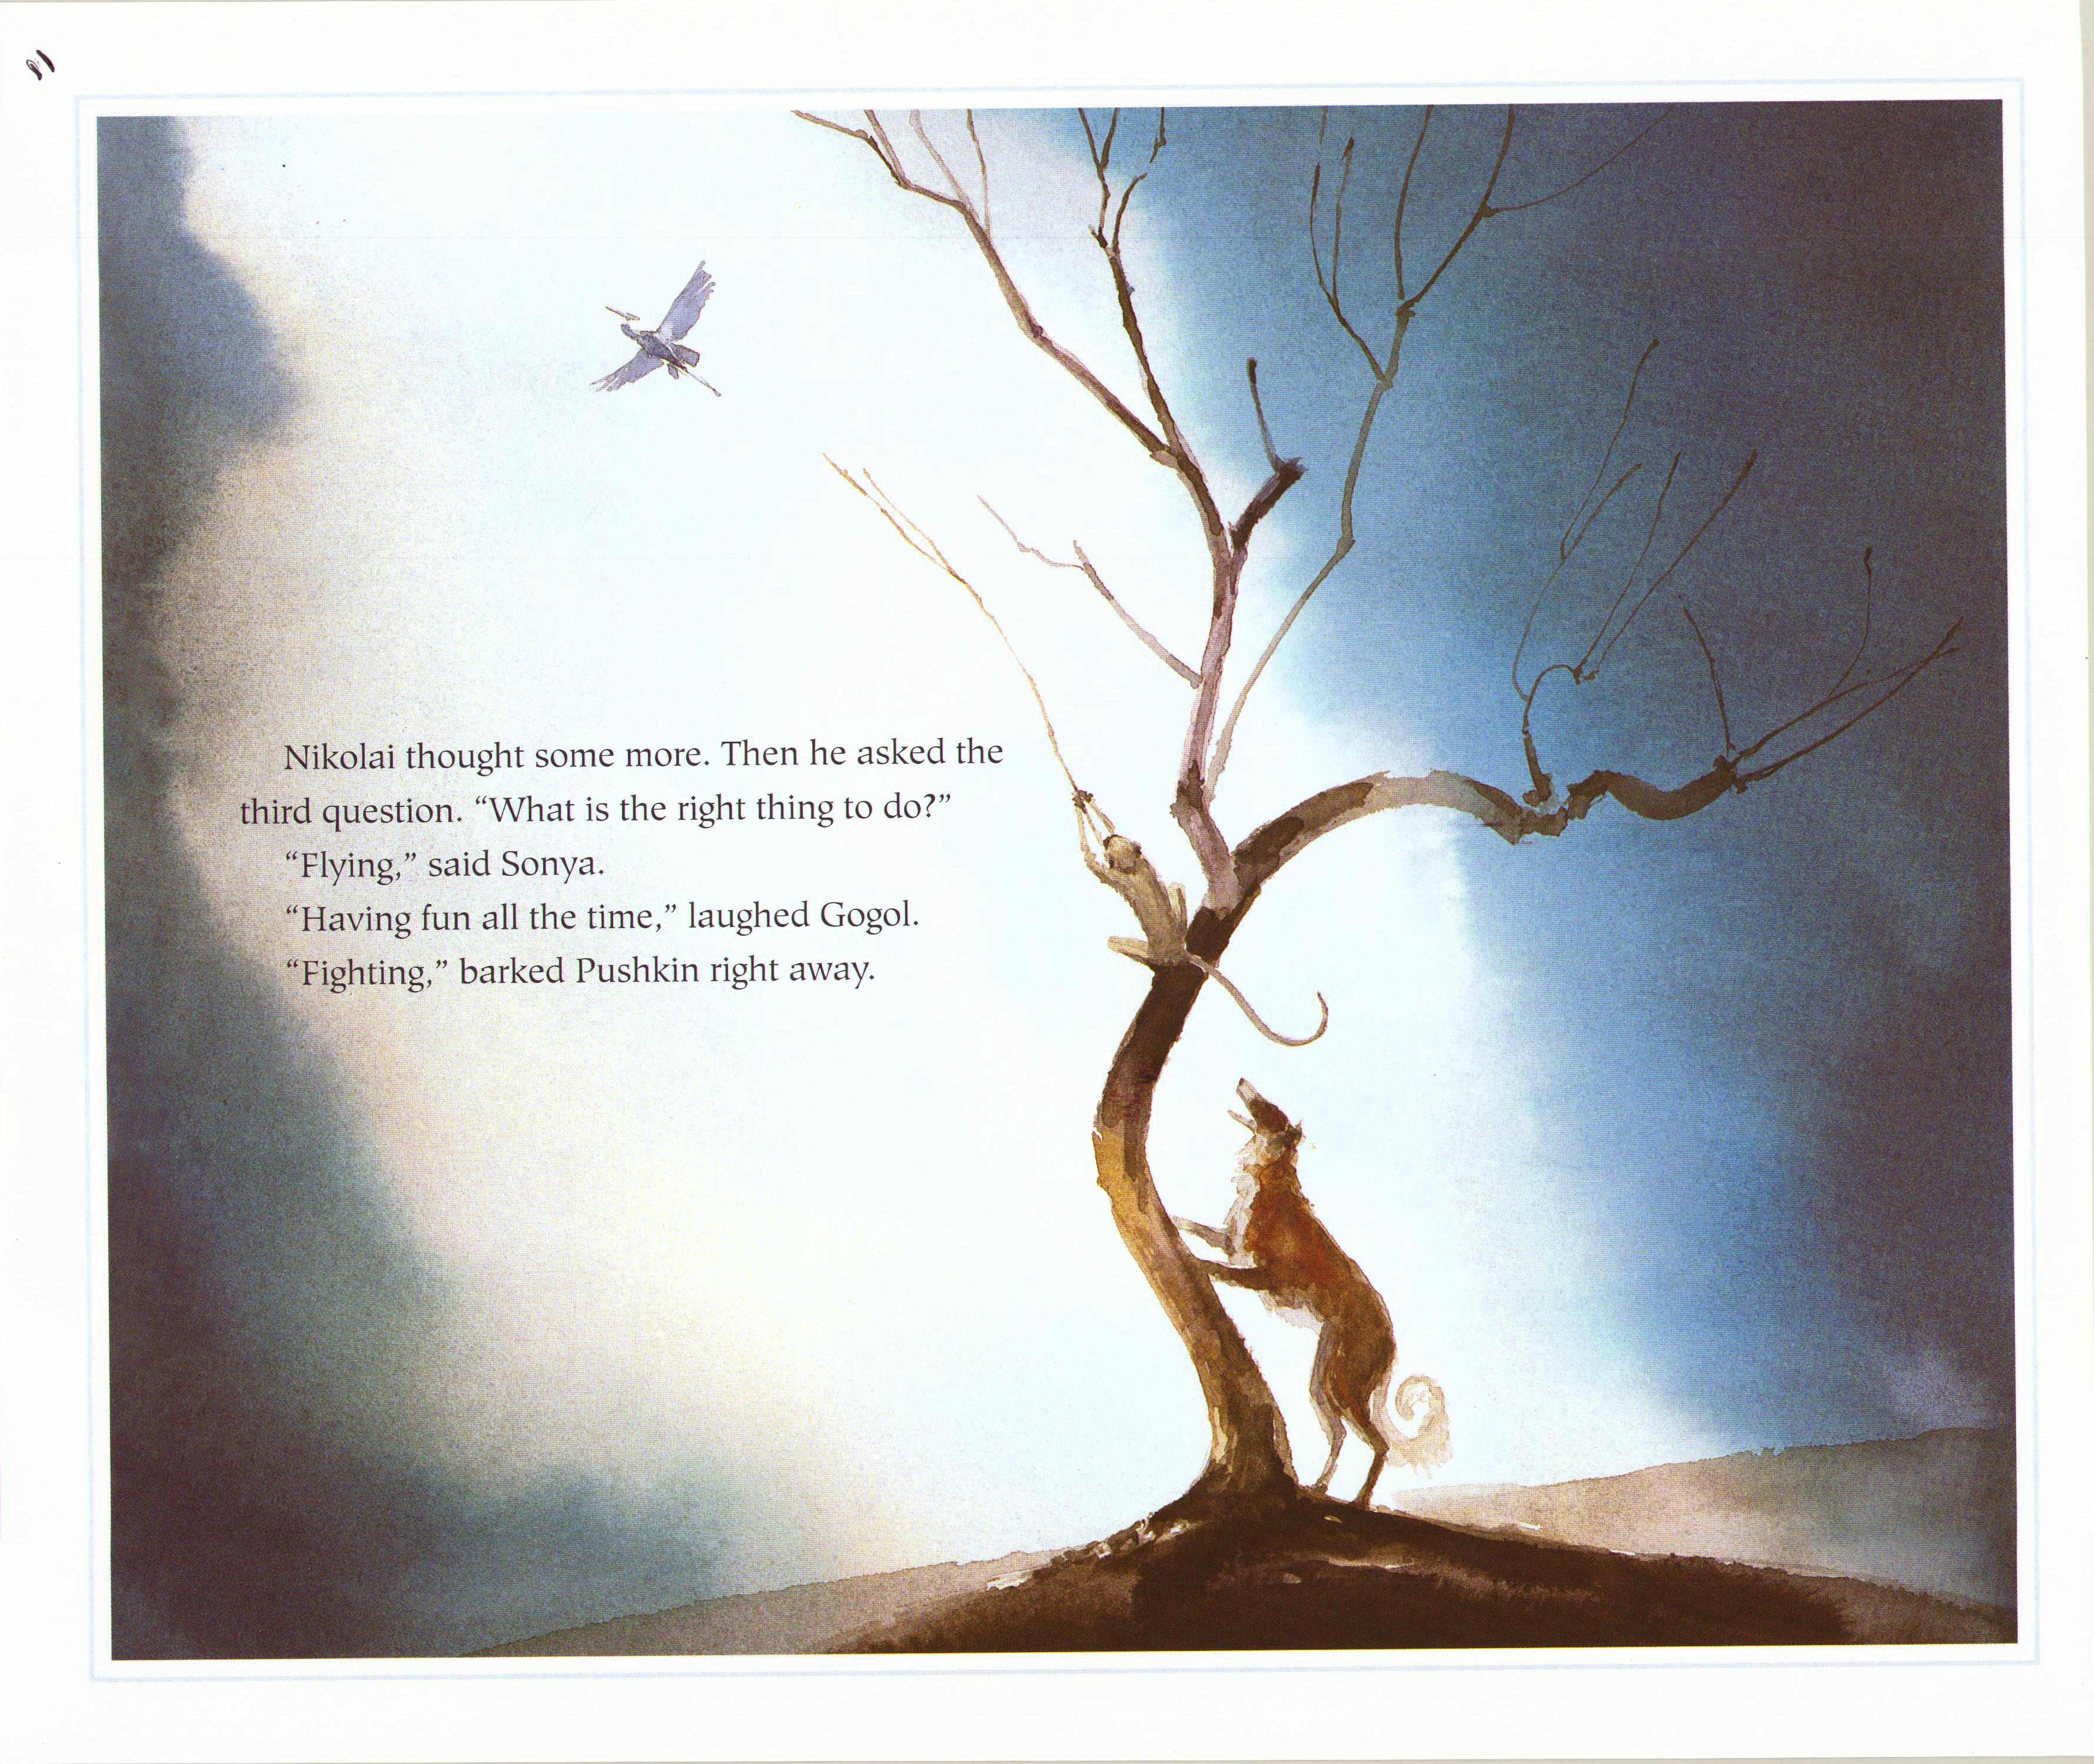 Nikolai thought some more. Then he asked the
third question. “What is the right thing to do?”
“Flying,” said Sonya.
“Having fun all the time,” laughed Gogol.
“Fighting,” barked Pushkin right away.